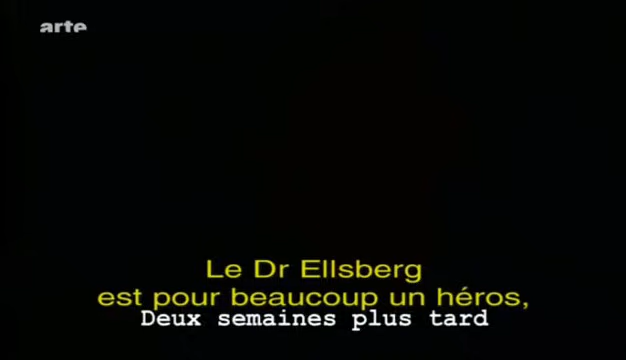 arte
Le Dr Ellsberg
est pour beaucoup un héros,
Deux semaines plus tard